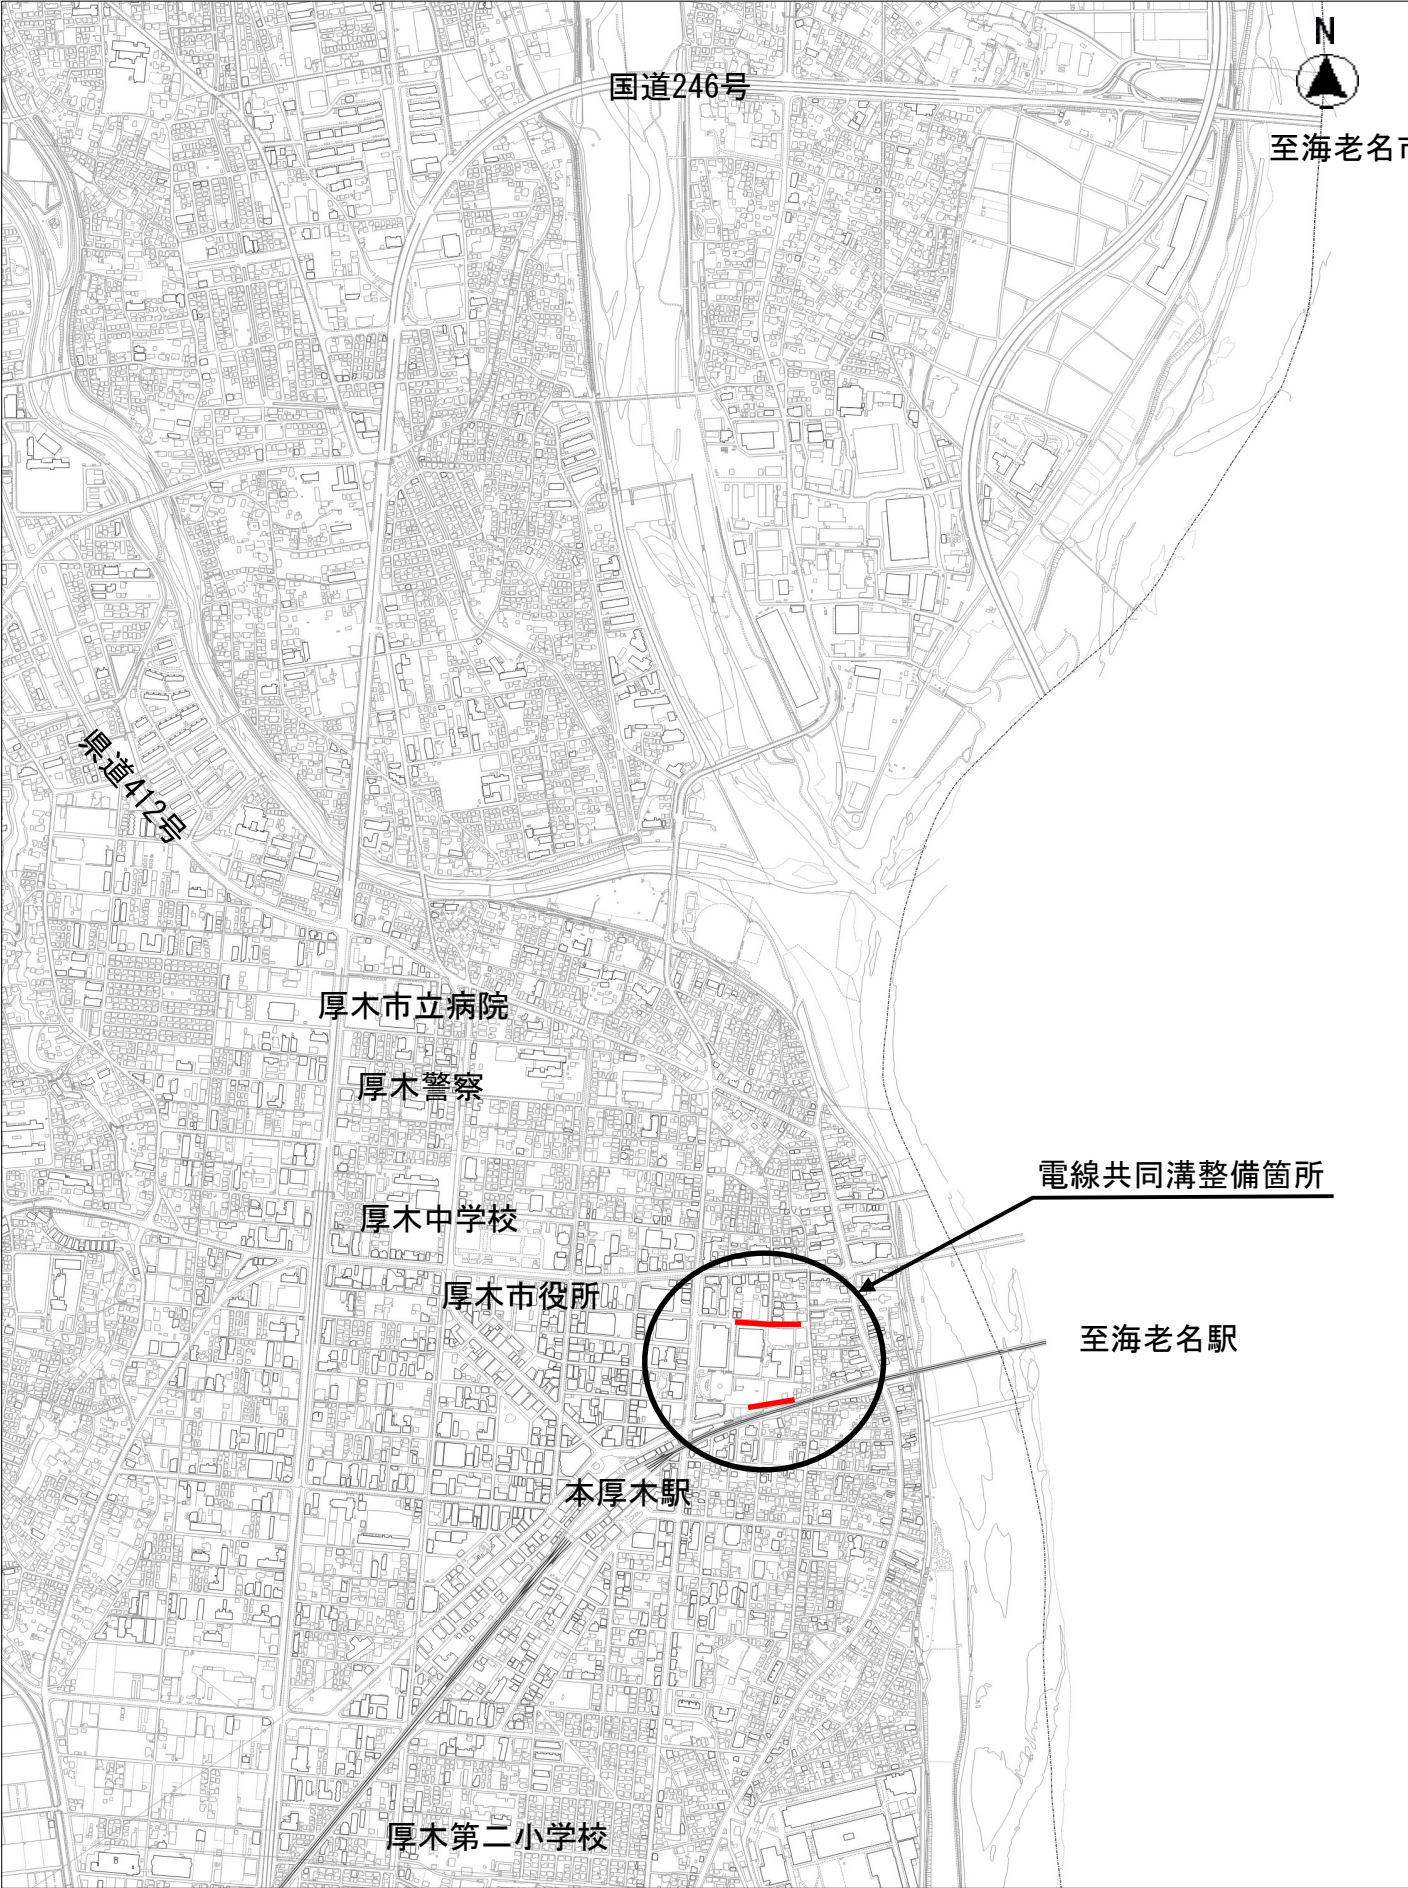 N
国道246号
至海老名市
県道412号
厚木市立病院
厚木警察
電線共同溝整備箇所
厚木中学校
厚木市役所
至海老名駅
本厚木駅
厚木第二小学校